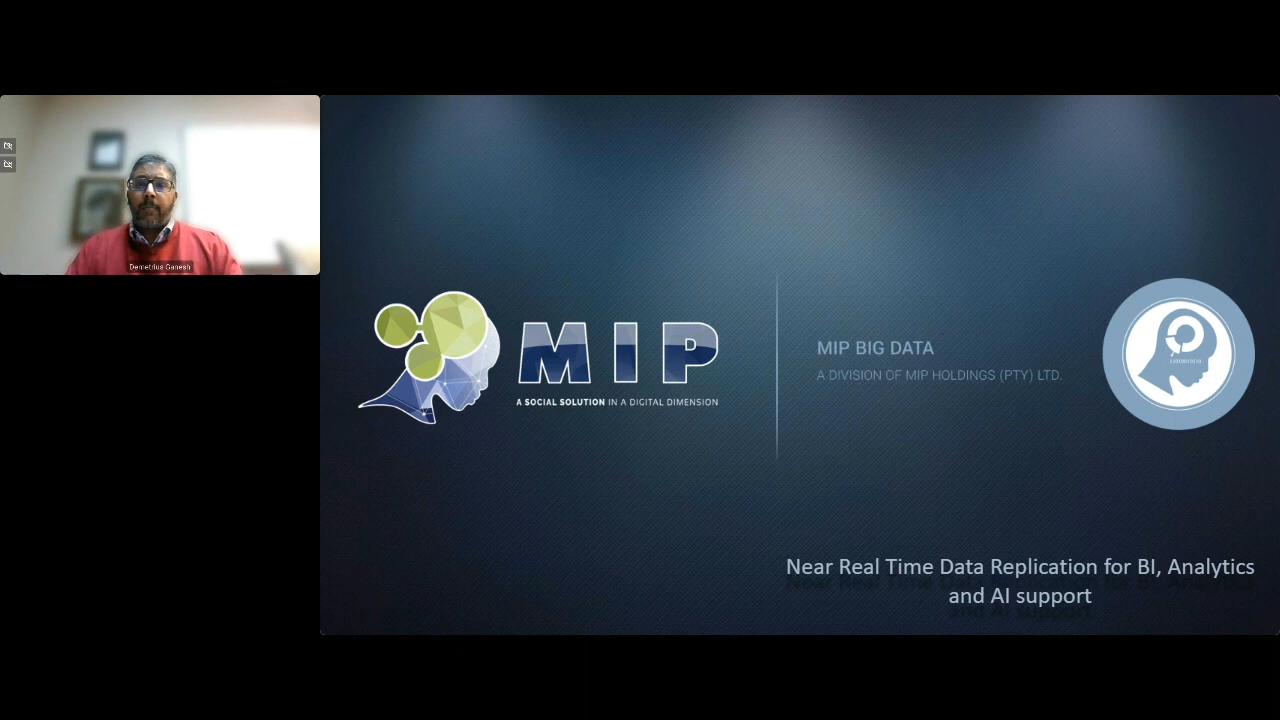 Demetrius Ganesh
MIP
A SOCIAL SOLUTION IN A DIGITAL DIMENSION
MIP BIG DATA
A DIVISION OF MIP HOLDINGS (PTY) LTD.
Near Real Time Data Replication for BI, Analytics
and AI support